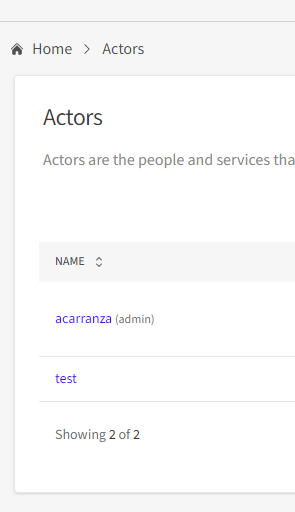 Home > Actors
Actors
Actors are the people and services tha
NAME
acarranza (admin)
test
Showing 2 of 2